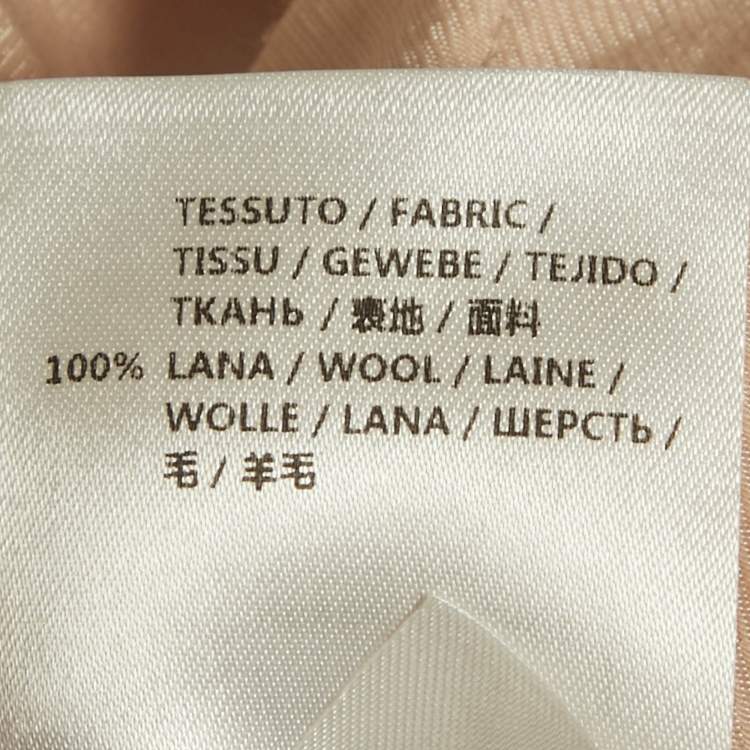 TESSUTO / FABRIC /
TISSU / GEWEBE / TEJIDO /
ТКАНЬ / 表地 / 面料
100% LANA / WOOL / LAINE /
WOLLE / LANA / ШЕРСТЬ /
毛 / 羊毛